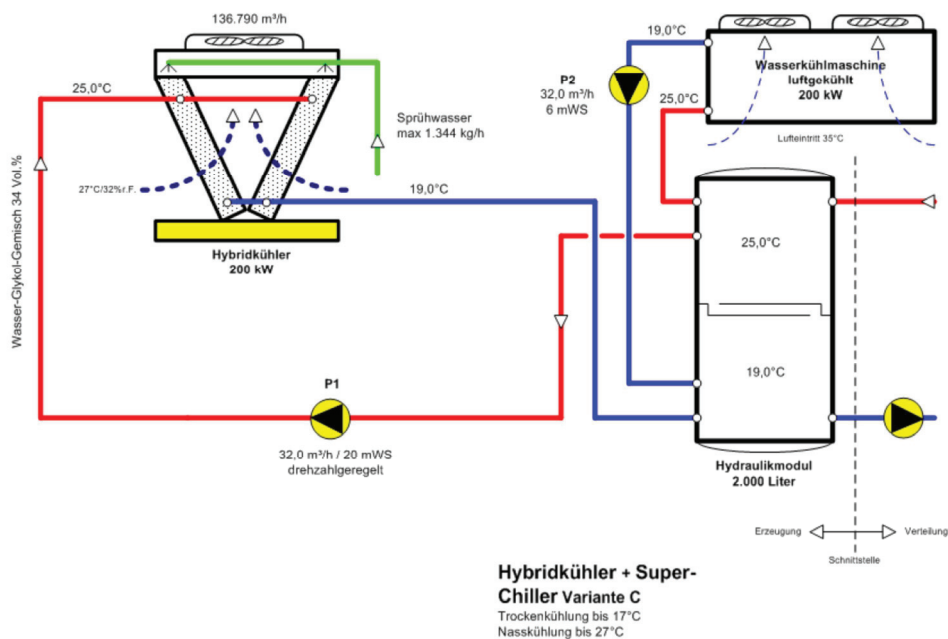 136.790 m³/h
25,0°C
Sprühwasser
max 1.344 kg/h
27°C/32%r.F.
19,0°C
Hybridkühler
200 kW
Wasser-Glykol-Gemisch 34 Vol.%
P1
32,0 m³/h / 20 mWS
drehzahlgeregelt
19,0°C
P2
32,0 m³/h
6 mWS
25,0°C
Wasserkühlmaschine
luftgekühlt
200 kW
Lufteintritt 35°C
25,0°C
19,0°C
Hydraulikmodul
2.000 Liter
Erzeugung
Verteilung
Schnittstelle
Hybridkühler + Super-
Chiller Variante C
Trockenkühlung bis 17°C
Nasskühlung bis 27°C